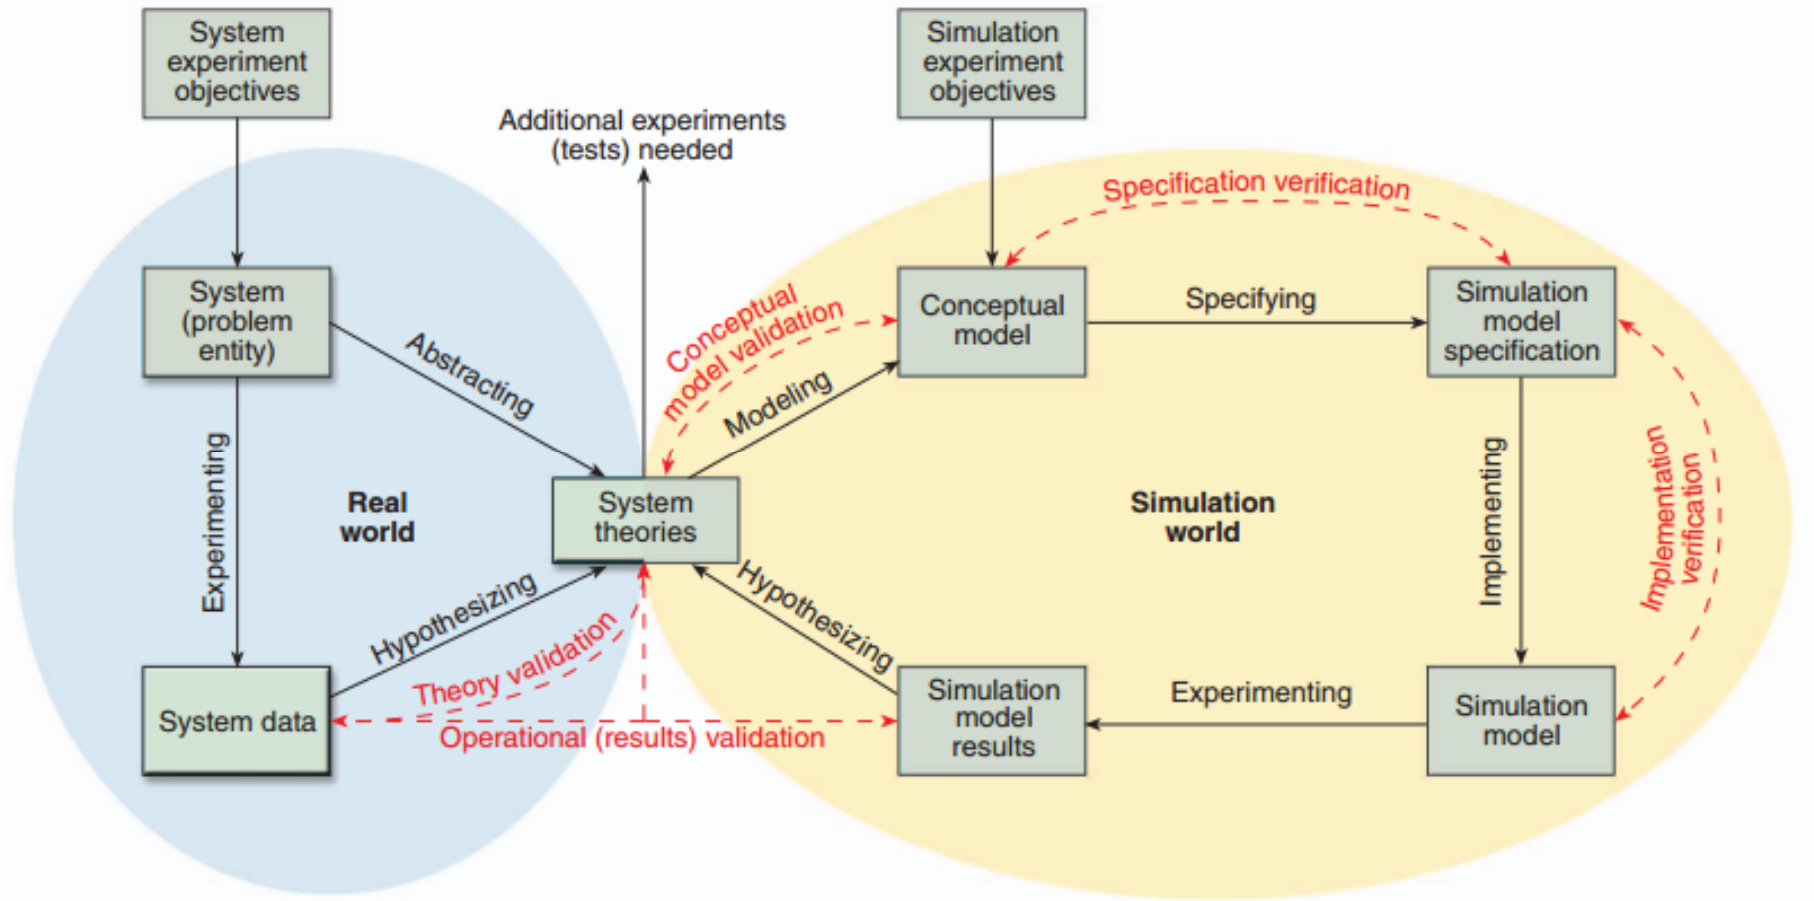 System
experiment
objectives
Simulation
experiment
objectives
Additional experiments
(tests) needed
Specification verification
System
(problem
entity)
Abstracting
Conceptual
model validation
Conceptual
model
Specifying
Simulation
model
specification
Modeling
Experimenting
Real
world
System
theories
Simulation
world
Implementing
Implementation
verification
Hypothesizing
Hypothesizing
Theory validation
System data
Operational (results) validation
Simulation
model
results
Experimenting
Simulation
model